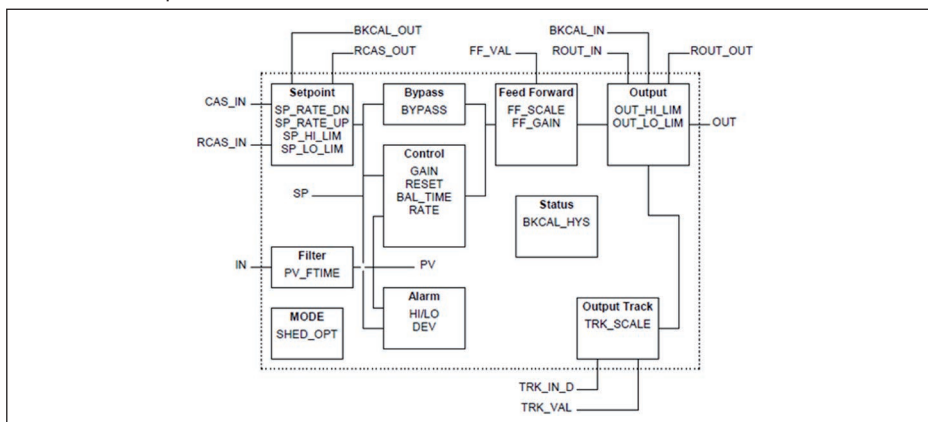 BKCAL_OUT
BKCAL_IN
RCAS_OUT
FF_VAL
ROUT_IN
ROUT_OUT
CAS_IN
RCAS_IN
Setpoint
SP_RATE_DN
SP_RATE_UP
SP_HI_LIM
SP_LO_LIM
Bypass
BYPASS
Feed Forward
FF_SCALE
FF_GAIN
Output
OUT_HI_LIM
OUT_LO_LIM
OUT
Control
GAIN
RESET
BAL_TIME
RATE
SP
Status
BKCAL_HYS
IN
Filter
PV_FTIME
PV
Alarm
HI/LO
DEV
MODE
SHED_OPT
Output Track
TRK_SCALE
TRK_IN_D
TRK_VAL